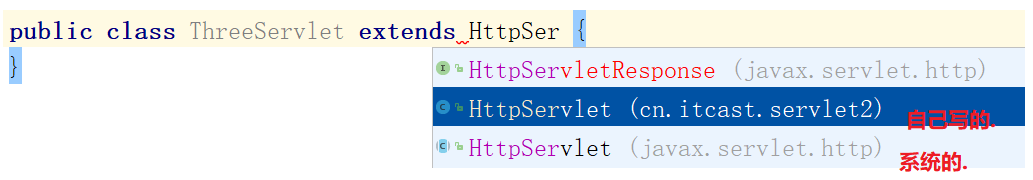 public class ThreeServlet extends HttpSer {
}
HttpServletResponse (javax.servlet.http)
HttpServlet (cn.itcast.servlet2) 自己写的.
HttpServlet (javax.servlet.http) 系统的.